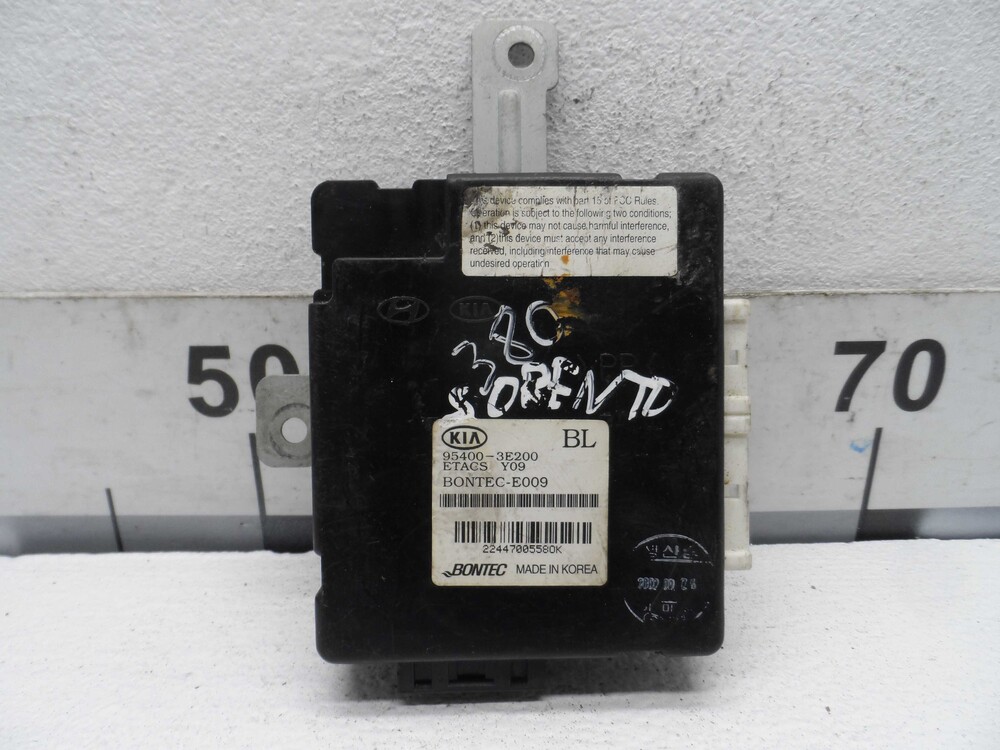 This device complies with part 15 of FCC Rules.
Operation is subject to the following two conditions;
(1) this device may not cause harmful interference,
and (2)this device must accept any interference
received, including interference that may cause
undesired operation
KIA
380
SORENTO
50
70
KIA BL
95400-3E200
ETACS Y09
BONTEC-E009
22447005580K
BONTEC MADE IN KOREA